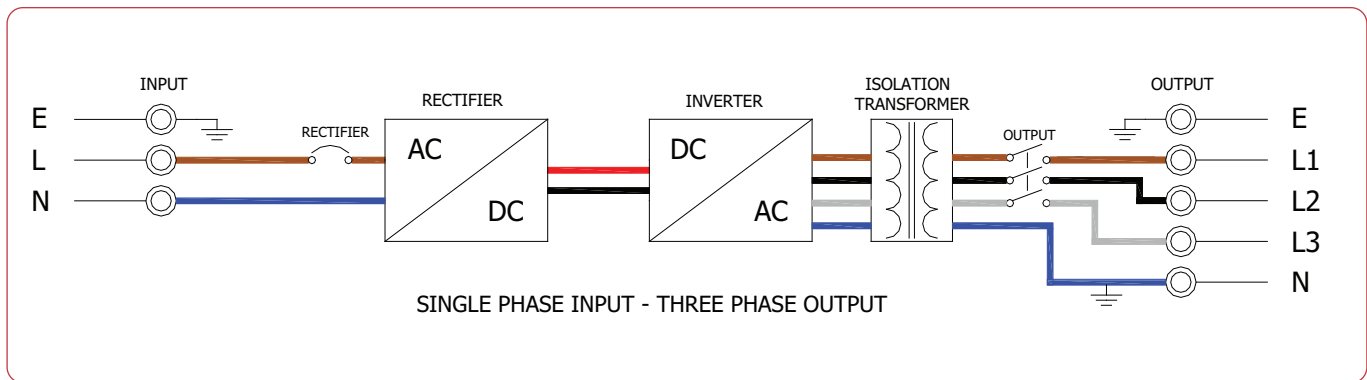 INPUT
E
L
N
RECTIFIER
RECTIFIER
AC
DC
INVERTER
DC
AC
ISOLATION
TRANSFORMER
OUTPUT
OUTPUT
E
L1
L2
L3
N
SINGLE PHASE INPUT - THREE PHASE OUTPUT